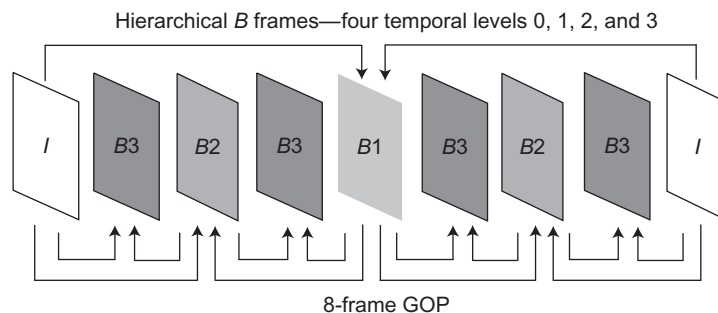 Hierarchical B frames—four temporal levels 0, 1, 2, and 3
I B3 B2 B3 B1 B3 B2 B3 I
8-frame GOP